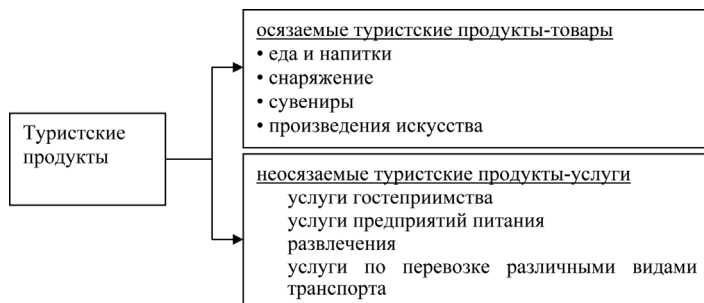 Туристские
продукты
осязаемые туристские продукты-товары
• еда и напитки
• снаряжение
• сувениры
• произведения искусства
неосязаемые туристские продукты-услуги
услуги гостеприимства
услуги предприятий питания
развлечения
услуги по перевозке различными видами
транспорта